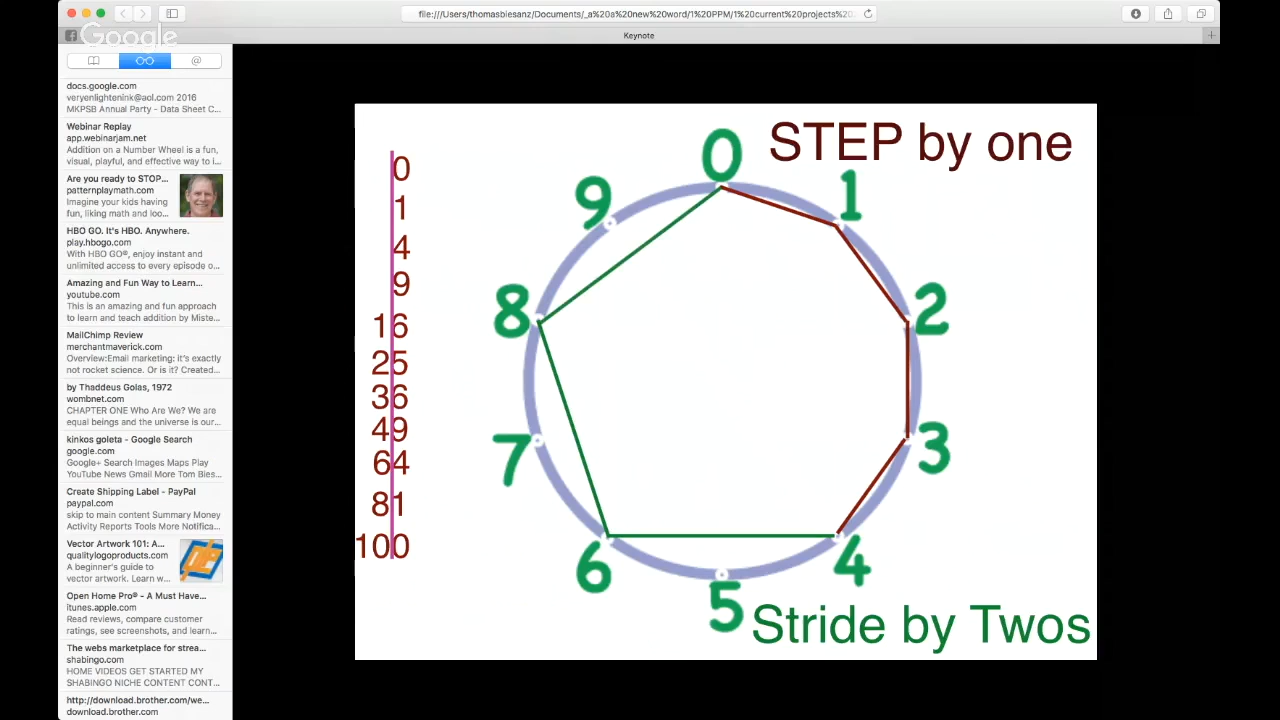 file:///Users/thomasbiesanz/Documents/_a%20a%20new%20word/1%20PPM/1%20current%20projects%20...
Google
Keynote
@
docs.google.com
veryenlightenink@aol.com 2016
MKPSB Annual Party - Data Sheet C...
Webinar Replay
app.webinarjam.net
Addition on a Number Wheel is a fun,
visual, playful, and effective way to i...
Are you ready to STOP...
patternplaymath.com
Imagine your kids having
fun, liking math and loo...
HBO GO. It's HBO. Anywhere.
play.hbogo.com
With HBO GO®, enjoy instant and
unlimited access to every episode o...
Amazing and Fun Way to Learn...
youtube.com
This is an amazing and fun approach
to learn and teach addition by Miste...
MailChimp Review
merchantmaverick.com
Overview:Email marketing: it's exactly
not rocket science. Or is it? Created...
by Thaddeus Golas, 1972
wombnet.com
CHAPTER ONE Who Are We? We are
equal beings and the universe is our...
kinkos goleta - Google Search
google.com
Google+ Search Images Maps Play
YouTube News Gmail More Tom Bies...
Create Shipping Label - PayPal
paypal.com
skip to main content Summary Money
Activity Reports Tools More Notifica...
Vector Artwork 101: A...
qualitylogoproducts.com
A beginner's guide to
vector artwork. Learn w...
Open Home Pro® - A Must Have...
itunes.apple.com
Read reviews, compare customer
ratings, see screenshots, and learn...
The webs marketplace for strea...
shabingo.com
HOME VIDEOS GET STARTED MY
SHABINGO NICHE CONTENT CONT...
http://download.brother.com/we...
download.brother.com
STEP by one
0
1
4
9
16
25
36
49
64
81
100
0
1
2
3
4
5
6
7
8
9
Stride by Twos